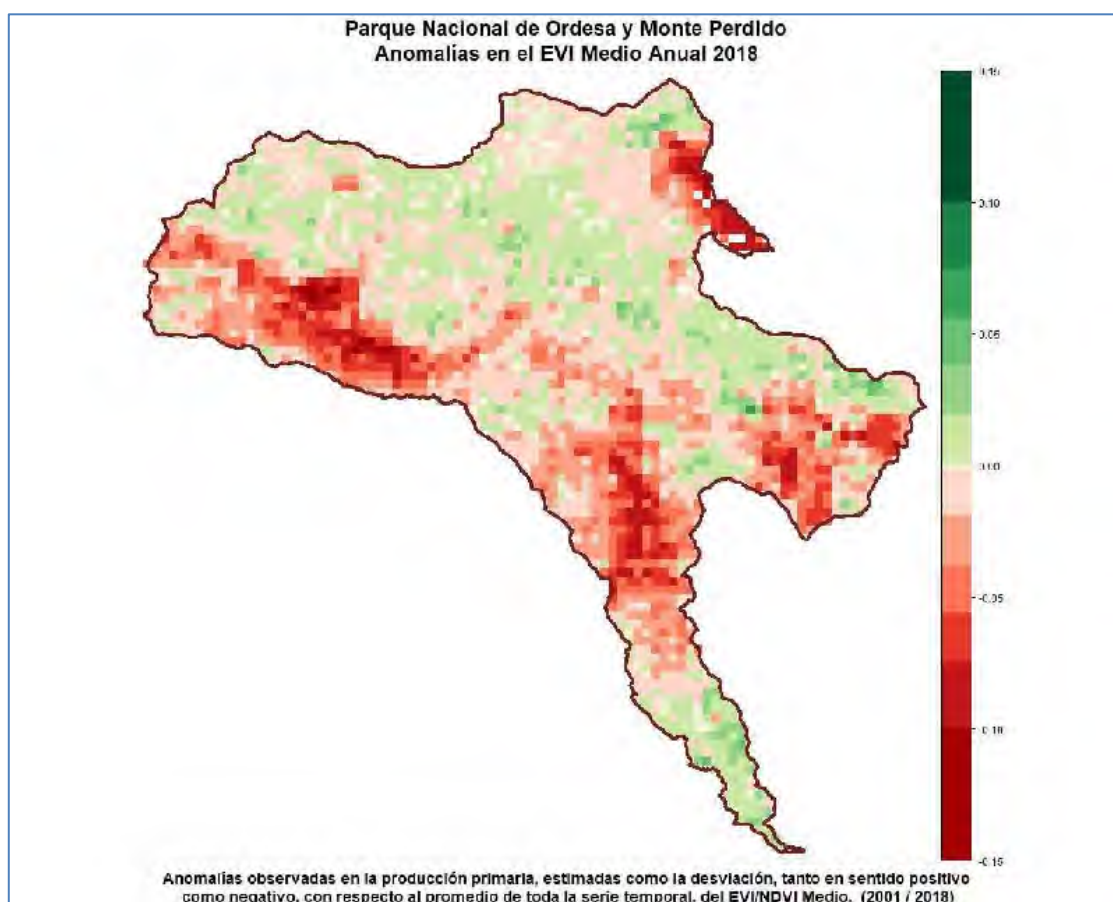 Parque Nacional de Ordesa y Monte Perdido
Anomalías en el EVI Medio Anual 2018
0.15
0.10
0.05
0.00
-0.05
-0.10
-0.15
Anomalías observadas en la producción primaria, estimadas como la desviación, tanto en sentido positivo
como negativo, con respecto al promedio de toda la serie temporal, del EVI/NDVI Medio. (2001 / 2018)